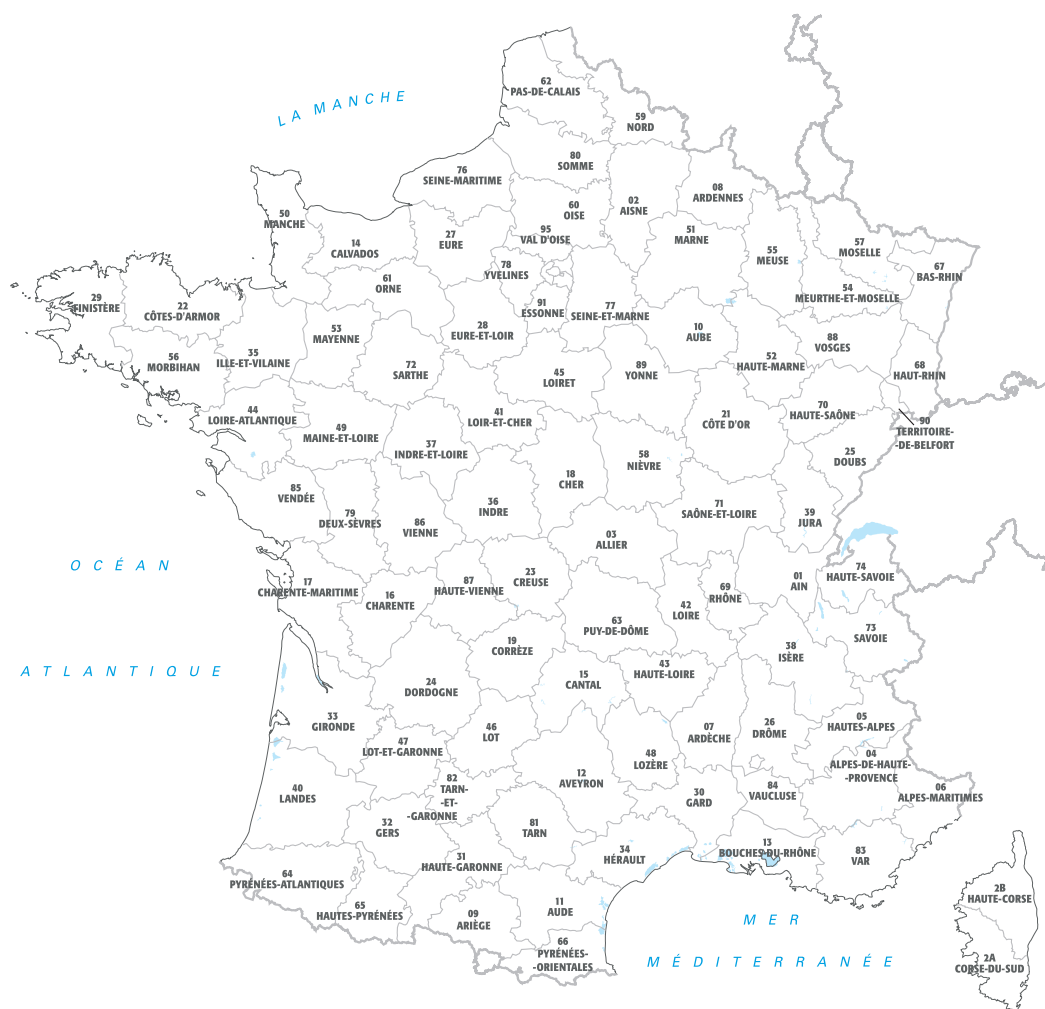 62
PAS-DE-CALAIS
LA MANCHE
59
NORD
80
SOMME
76
SEINE-MARITIME
08
ARDENNES
60
OISE
02
AISNE
50
MANCHE
27
EURE
95
VAL D'OISE
51
MARNE
14
CALVADOS
55
MEUSE
57
MOSELLE
78
YVELINES
67
BAS-RHIN
61
ORNE
54
MEURTHE-ET-MOSELLE
29
FINISTÈRE
22
CÔTES-D'ARMOR
91
ESSONNE
77
SEINE-ET-MARNE
53
MAYENNE
28
EURE-ET-LOIR
10
AUBE
88
VOSGES
56
MORBIHAN
35
ILLE-ET-VILAINE
72
SARTHE
45
LOIRET
89
YONNE
52
HAUTE-MARNE
68
HAUT-RHIN
44
LOIRE-ATLANTIQUE
41
LOIR-ET-CHER
21
CÔTE D'OR
70
HAUTE-SAÔNE
90
TERRITOIRE-
-DE-BELFORT
49
MAINE-ET-LOIRE
37
INDRE-ET-LOIRE
58
NIÈVRE
25
DOUBS
18
CHER
85
VENDÉE
79
DEUX-SÈVRES
86
VIENNE
36
INDRE
71
SAÔNE-ET-LOIRE
39
JURA
03
ALLIER
OCÉAN
17
CHARENTE-MARITIME
16
CHARENTE
87
HAUTE-VIENNE
23
CREUSE
69
RHÔNE
01
AIN
74
HAUTE-SAVOIE
42
LOIRE
63
PUY-DE-DÔME
73
SAVOIE
ATLANTIQUE
19
CORRÈZE
38
ISÈRE
24
DORDOGNE
15
CANTAL
43
HAUTE-LOIRE
33
GIRONDE
46
LOT
07
ARDÈCHE
26
DRÔME
05
HAUTES-ALPES
47
LOT-ET-GARONNE
48
LOZÈRE
04
ALPES-DE-HAUTE-
-PROVENCE
40
LANDES
82
TARN-
-ET-
-GARONNE
12
AVEYRON
30
GARD
84
VAUCLUSE
06
ALPES-MARITIMES
32
GERS
81
TARN
34
HÉRAULT
13
BOUCHES-DU-RHÔNE
83
VAR
31
HAUTE-GARONNE
64
PYRÉNÉES-ATLANTIQUES
65
HAUTES-PYRÉNÉES
09
ARIÈGE
11
AUDE
2B
HAUTE-CORSE
MER
66
PYRÉNÉES-
-ORIENTALES
MÉDITERRANÉE
2A
CORSE-DU-SUD